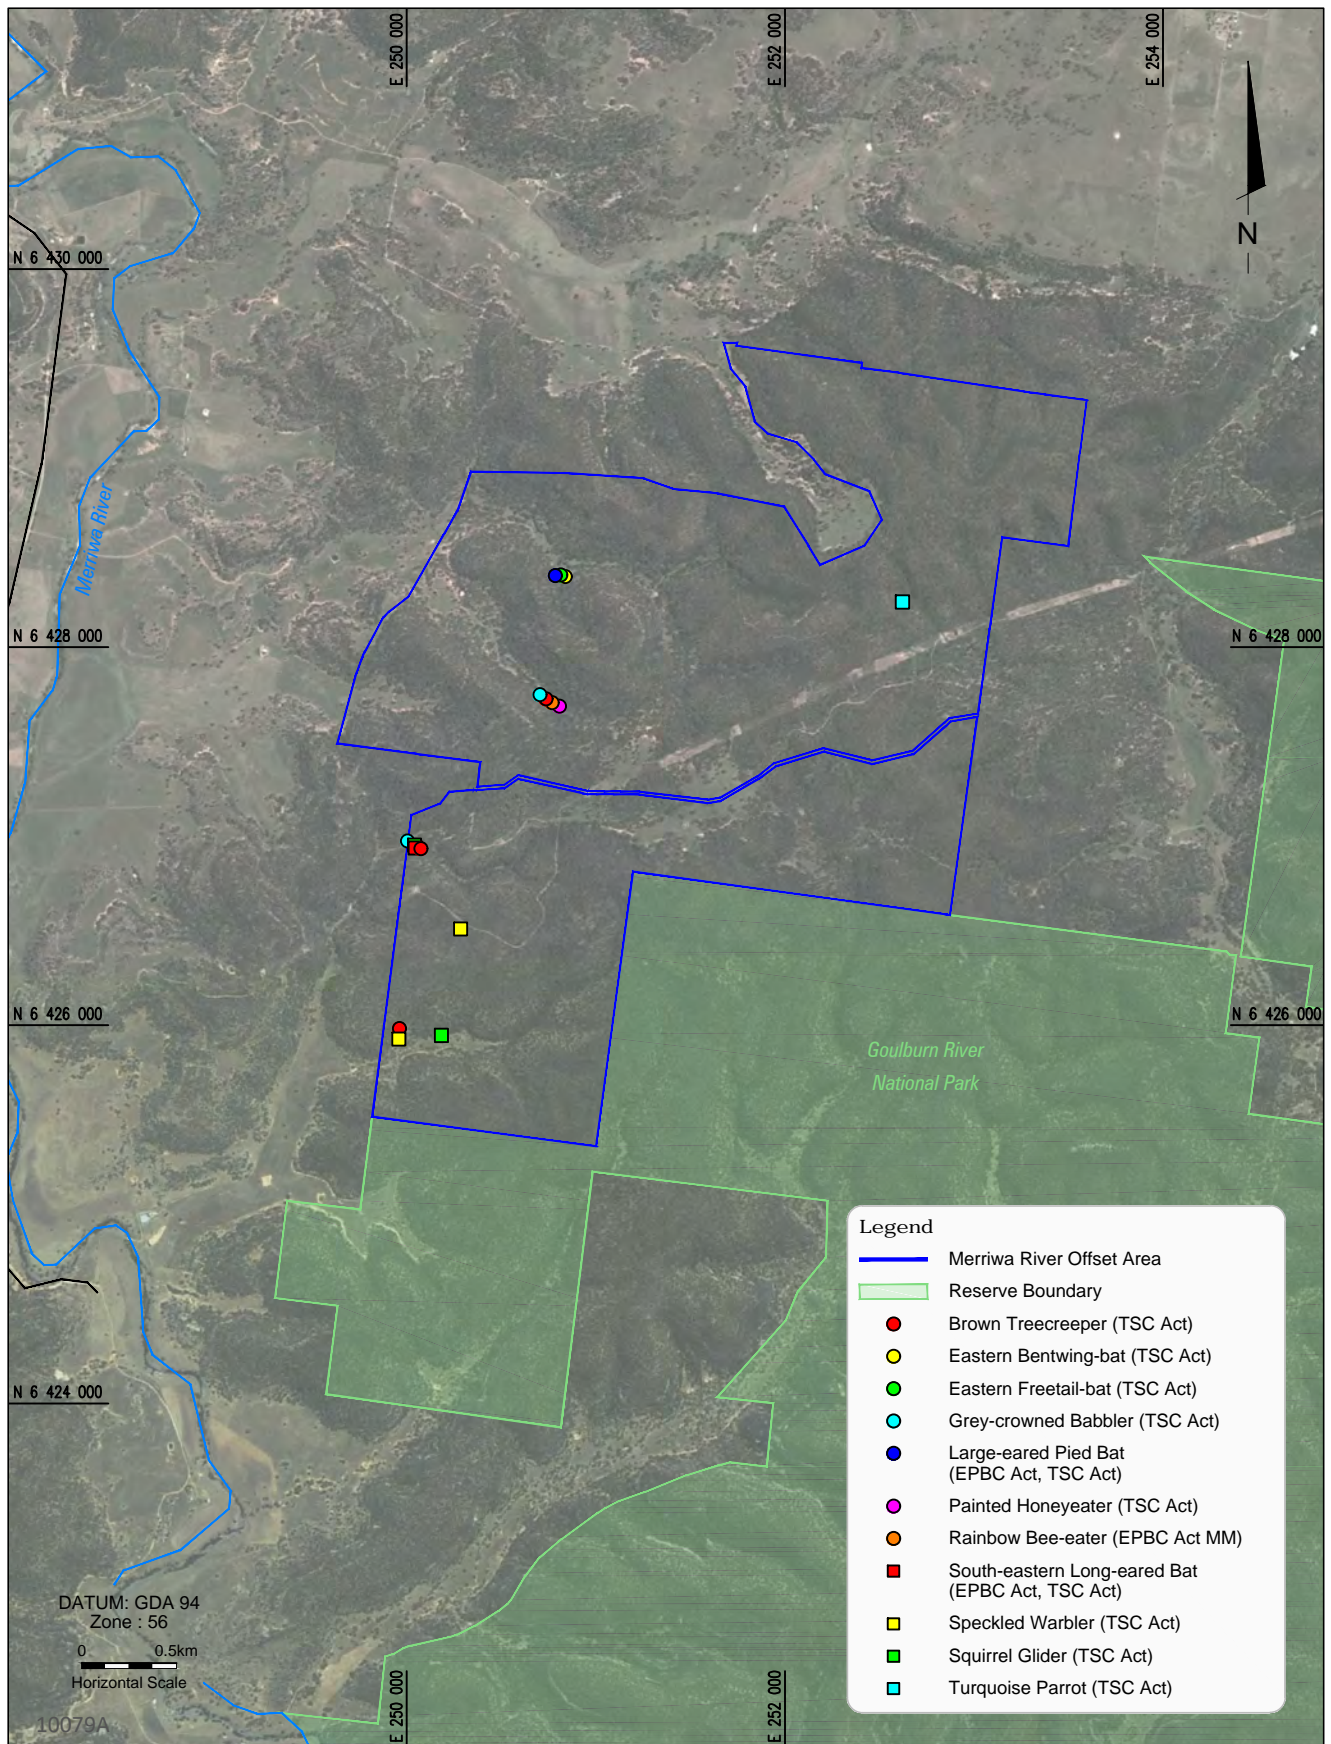 E 250 000
E 252 000
E 254 000
N
N 6 430 000
Merriwa River
N 6 428 000
N 6 428 000
N 6 426 000
N 6 426 000
Goulburn River
National Park
N 6 424 000
Legend
Merriwa River Offset Area
Reserve Boundary
Brown Treecreeper (TSC Act)
Eastern Bentwing-bat (TSC Act)
Eastern Freetail-bat (TSC Act)
Grey-crowned Babbler (TSC Act)
Large-eared Pied Bat
(EPBC Act, TSC Act)
Painted Honeyeater (TSC Act)
Rainbow Bee-eater (EPBC Act MM)
South-eastern Long-eared Bat
(EPBC Act, TSC Act)
Speckled Warbler (TSC Act)
Squirrel Glider (TSC Act)
Turquoise Parrot (TSC Act)
DATUM: GDA 94
Zone : 56
0 0.5km
Horizontal Scale
10079A
E 250 000
E 252 000